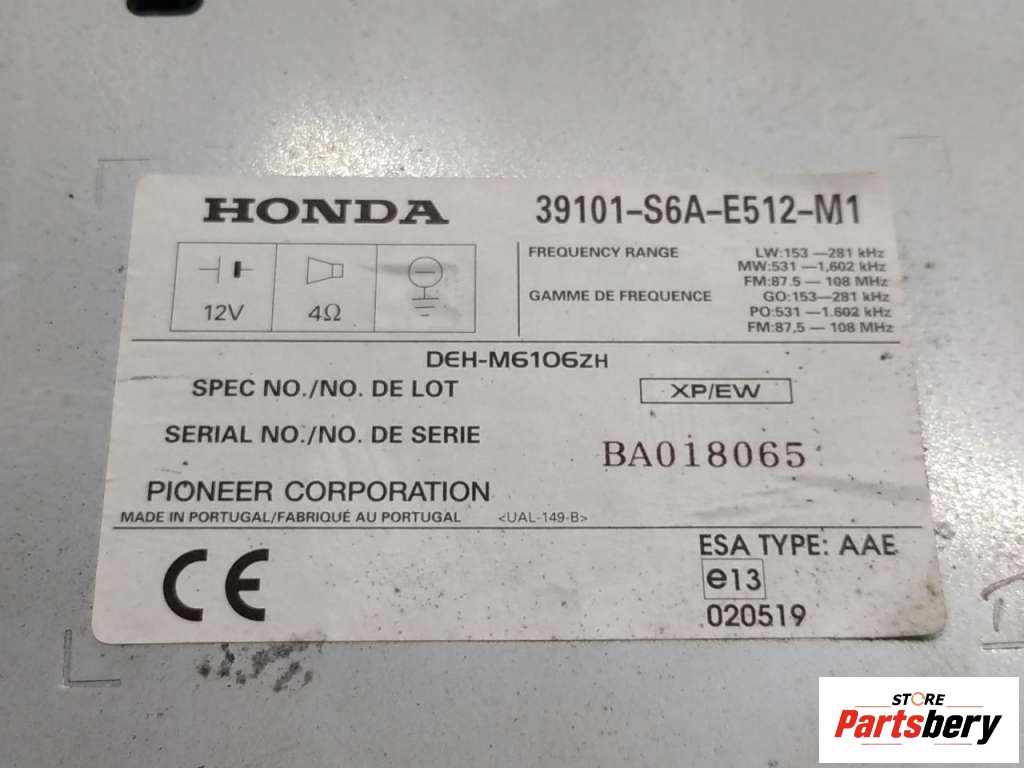 HONDA
39101-S6A-E512-M1
12V
4Ω
FREQUENCY RANGE LW:153 —281 kHz
MW:531 —1,602 kHz
FM:87.5 — 108 MHz
GAMME DE FREQUENCE GO:153—281 kHz
PO:531 —1.602 kHz
FM:87,5 — 108 MHz
DEH-M6106ZH
SPEC NO./NO. DE LOT XP/EW
SERIAL NO./NO. DE SERIE BA018065
PIONEER CORPORATION
MADE IN PORTUGAL/FABRIQUÉ AU PORTUGAL <UAL-149-B>
CE
ESA TYPE: AAE
e13
020519
STORE
Partsbery